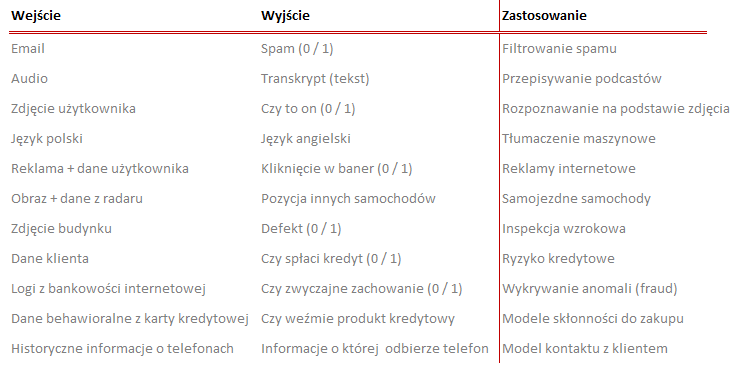 Wejście Wyjście Zastosowanie
Email Spam (0 / 1) Filtrowanie spamu
Audio Transkrypt (tekst) Przepisywanie podcastów
Zdjęcie użytkownika Czy to on (0 / 1) Rozpoznawanie na podstawie zdjęcia
Język polski Język angielski Tłumaczenie maszynowe
Reklama + dane użytkownika Kliknięcie w baner (0 / 1) Reklamy internetowe
Obraz + dane z radaru Pozycja innych samochodów Samojezdne samochody
Zdjęcie budynku Defekt (0 / 1) Inspekcja wzrokowa
Dane klienta Czy spłaci kredyt (0 / 1) Ryzyko kredytowe
Logi z bankowości internetowej Czy zwyczajne zachowanie (0 / 1) Wykrywanie anomali (fraud)
Dane behawioralne z karty kredytowej Czy weźmie produkt kredytowy Modele skłonności do zakupu
Historyczne informacje o telefonach Informacje o której odbierze telefon Model kontaktu z klientem